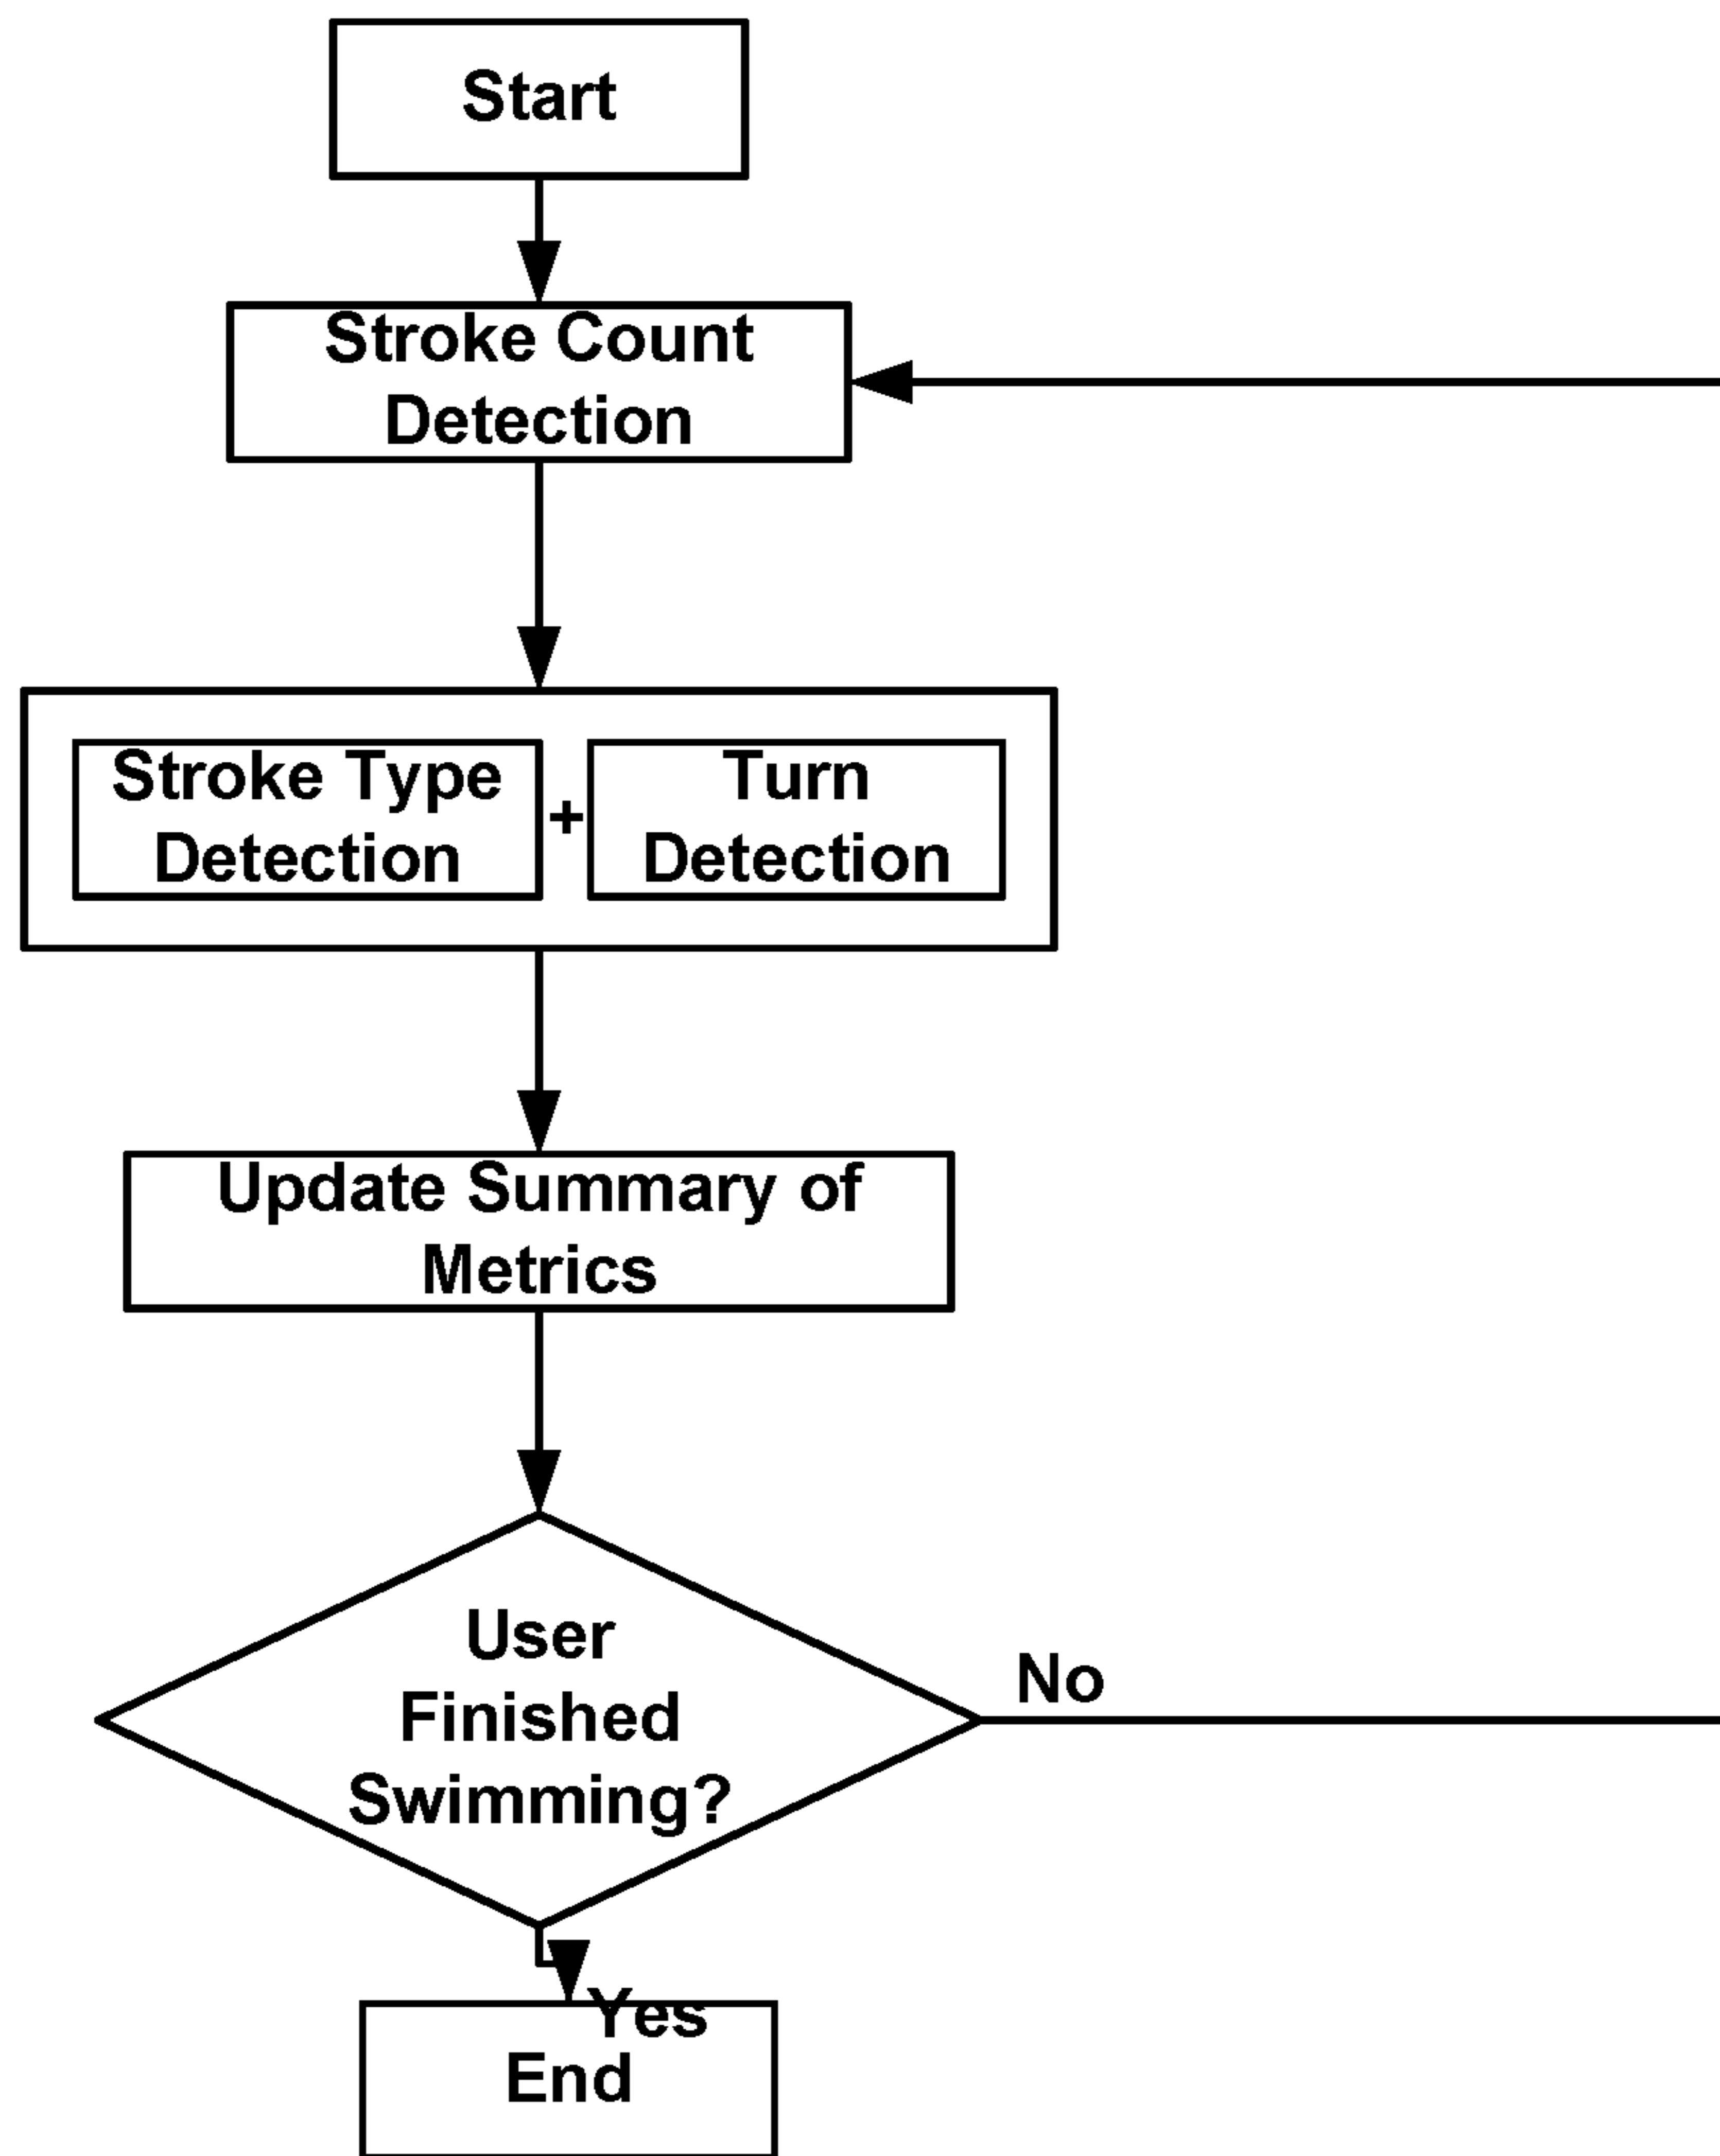 Start
Stroke Count
Detection
Stroke Type
Detection
+
Turn
Detection
Update Summary of
Metrics
User
Finished
Swimming?
No
Yes
End